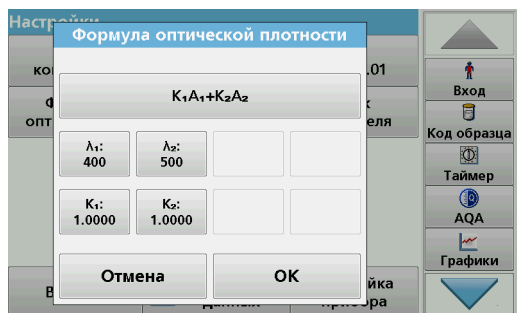 Настройки
Формула оптической плотности
K₁A₁+K₂A₂
.01
λ₁:
400
λ₂:
500
K₁:
1.0000
K₂:
1.0000
Отмена
OK
Вход
Код образца
Таймер
AQA
Графики